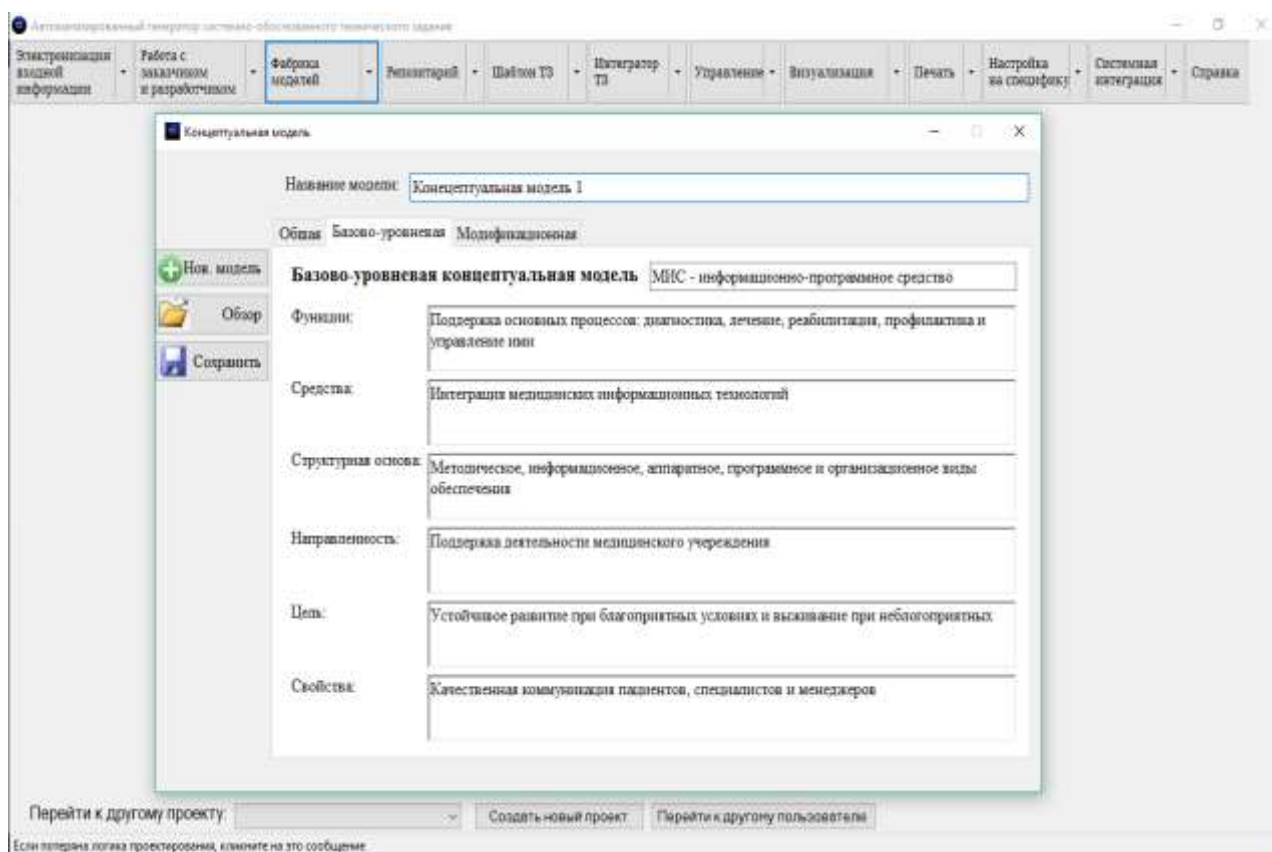 Автоматизированный генератор системно-обоснованного технического задания
Электронизация входной информации
Работа с заказчиком и разработчиком
Фабрика моделей
Репозитарий
Шаблон ТЗ
Интегратор ТЗ
Управление
Визуализация
Печать
Настройка на специфику
Системная интеграция
Справка
Концептуальная модель
Название модели: Конецептуальная модель 1
Общая Базово-уровневая Модификационная
Нов. модель
Обзор
Сохранить
Базово-уровневая концептуальная модель МИС - информационно-программное средство
Функции: Поддержка основных процессов: диагностика, лечение, реабилитация, профилактика и
управление ими
Средства: Интеграция медицинских информационных технологий
Структурная основа: Методическое, информационное, аппаратное, программное и организационное виды
обеспечения
Направленность: Поддержка деятельности медицинского учереждения
Цель: Устойчивое развитие при благоприятных условиях и выживание при неблогоприятных
Свойства: Качественная коммуникация пациентов, специалистов и менеджеров
Перейти к другому проекту: Создать новый проект Перейти к другому пользователю
Если потеряна логика проектирования, кликните на это сообщение